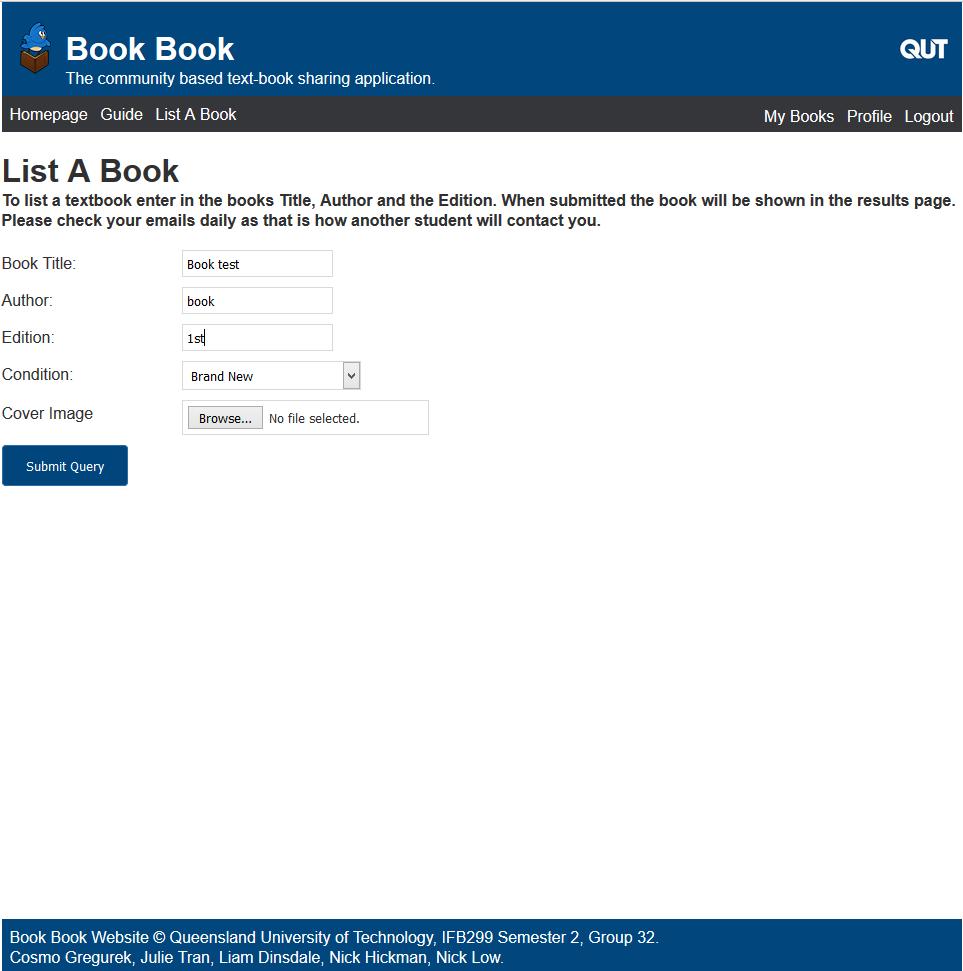 Book Book
QUT
The community based text-book sharing application.
Homepage Guide List A Book My Books Profile Logout
List A Book
To list a textbook enter in the books Title, Author and the Edition. When submitted the book will be shown in the results page.
Please check your emails daily as that is how another student will contact you.
Book Title: Book test
Author: book
Edition: 1st
Condition: Brand New
Cover Image Browse... No file selected.
Submit Query
Book Book Website © Queensland University of Technology, IFB299 Semester 2, Group 32.
Cosmo Gregurek, Julie Tran, Liam Dinsdale, Nick Hickman, Nick Low.